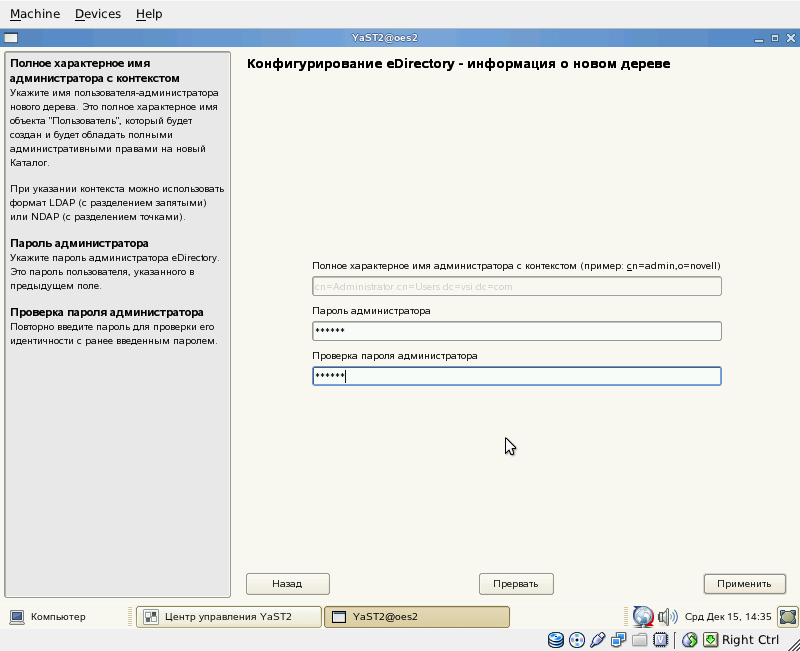 Machine Devices Help
YaST2@oes2
Полное характерное имя
администратора с контекстом
Укажите имя пользователя-администратора
нового дерева. Это полное характерное имя
объекта "Пользователь", который будет
создан и будет обладать полными
административными правами на новый
Каталог.
При указании контекста можно использовать
формат LDAP (с разделением запятыми)
или NDAP (с разделением точками).
Пароль администратора
Укажите пароль администратора eDirectory.
Это пароль пользователя, указанного в
предыдущем поле.
Проверка пароля администратора
Повторно введите пароль для проверки его
идентичности с ранее введенным паролем.
Конфигурирование eDirectory - информация о новом дереве
Полное характерное имя администратора с контекстом (пример: cn=admin,o=novell)
cn=Administrator.cn=Users.dc=vsi.dc=com
Пароль администратора
******
Проверка пароля администратора
******
Назад
Прервать
Применить
Компьютер
Центр управления YaST2
YaST2@oes2
Срд Дек 15, 14:35
Right Ctrl